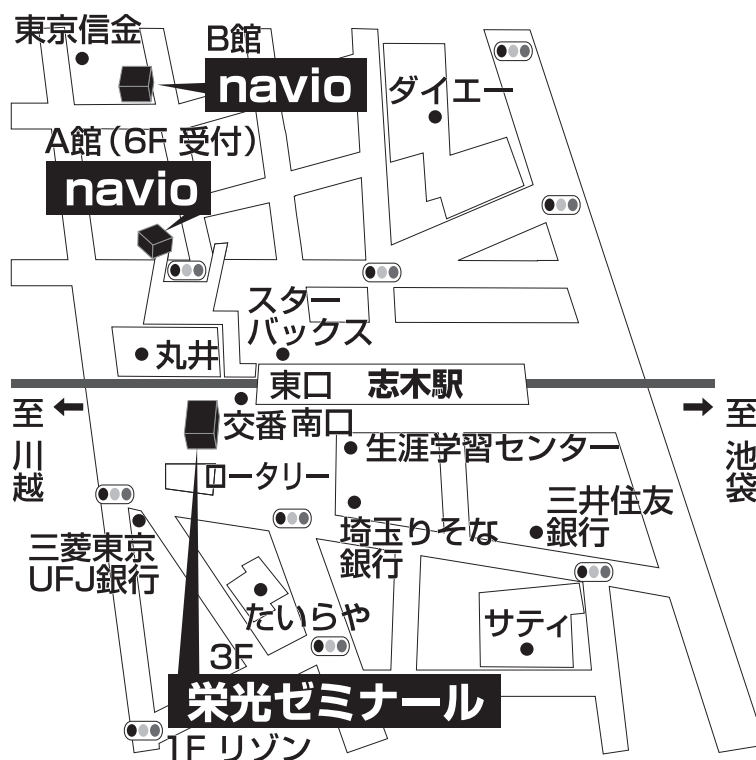 東京信金
B館
navio
ダイエー
A館（6F 受付）
navio
スター
バックス
丸井
東口 志木駅
至 川越
交番 南口
至 池袋
生涯学習センター
ロータリー
埼玉りそな
銀行
三井住友
銀行
三菱東京
UFJ銀行
たいらや
サティ
3F
栄光ゼミナール
1F リゾン